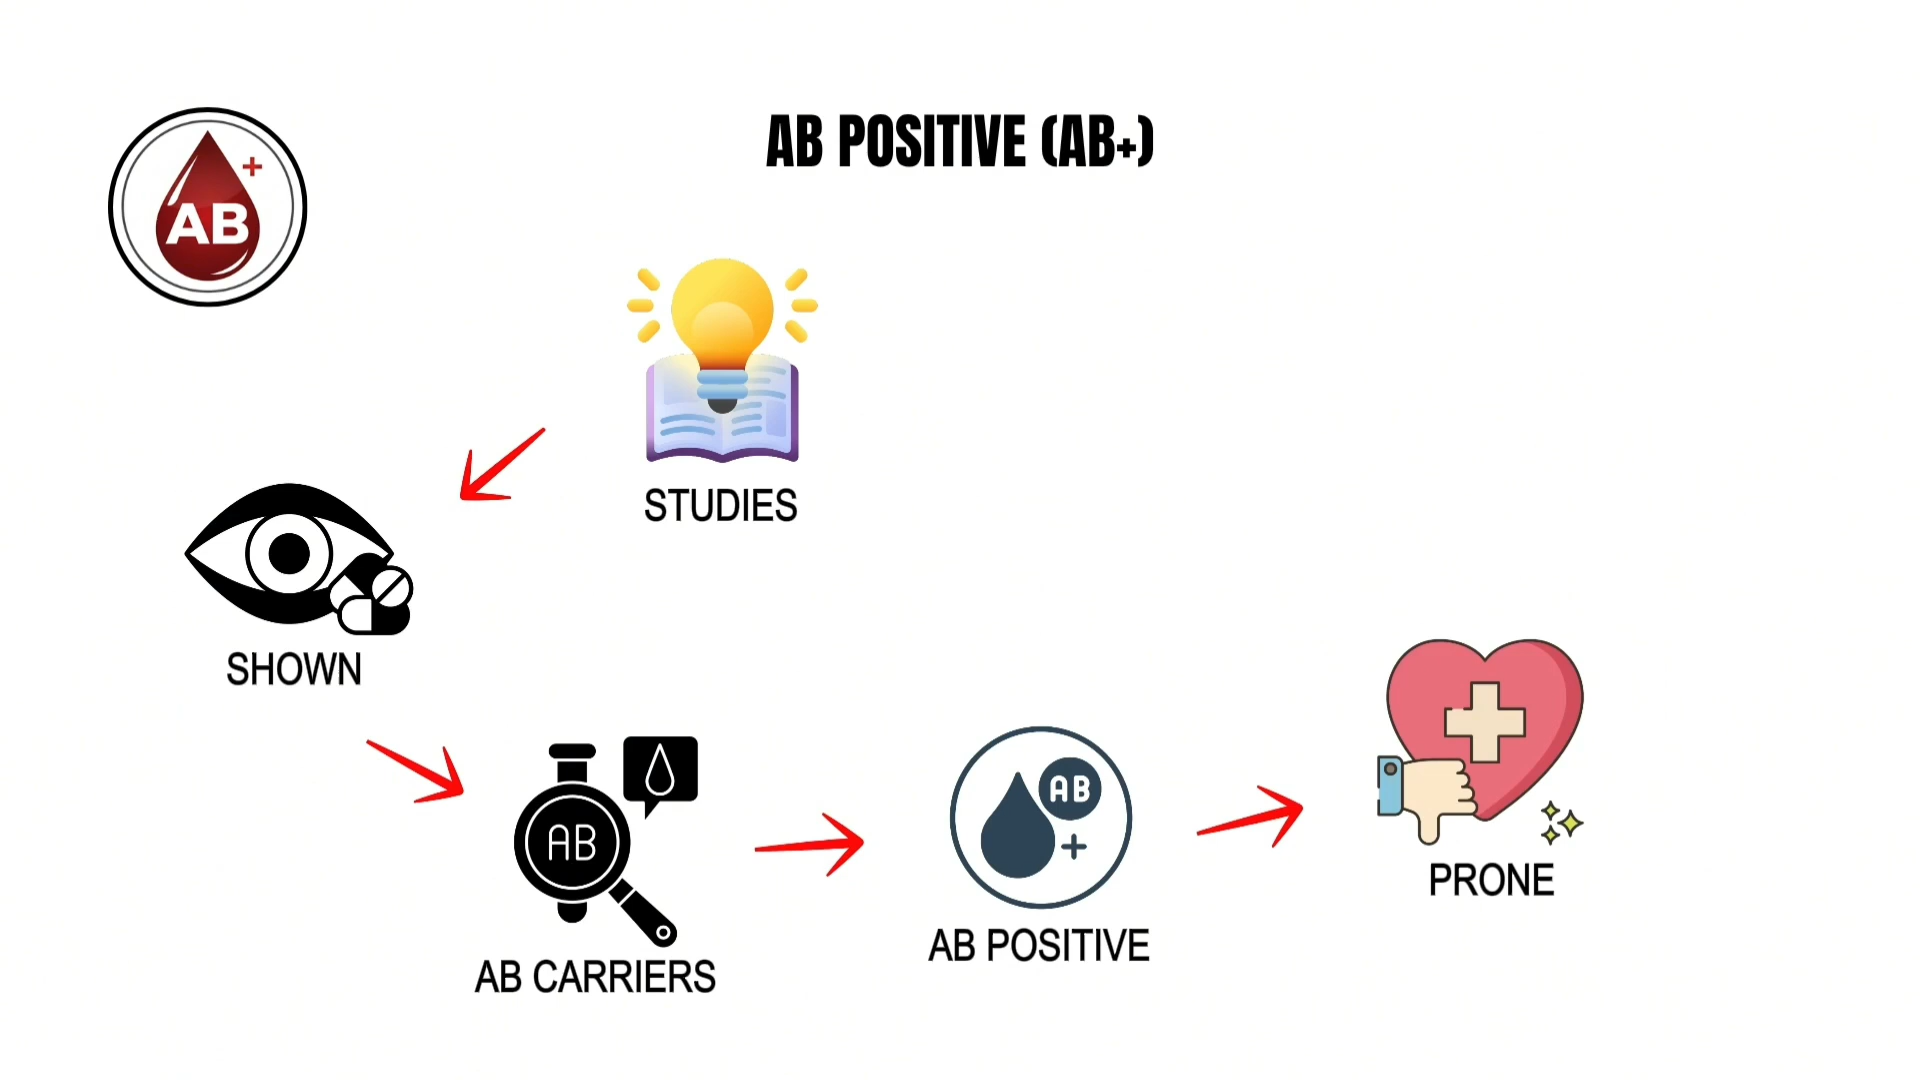 AB POSITIVE (AB+)
AB +
STUDIES
SHOWN
AB
AB CARRIERS
AB
+
AB POSITIVE
PRONE